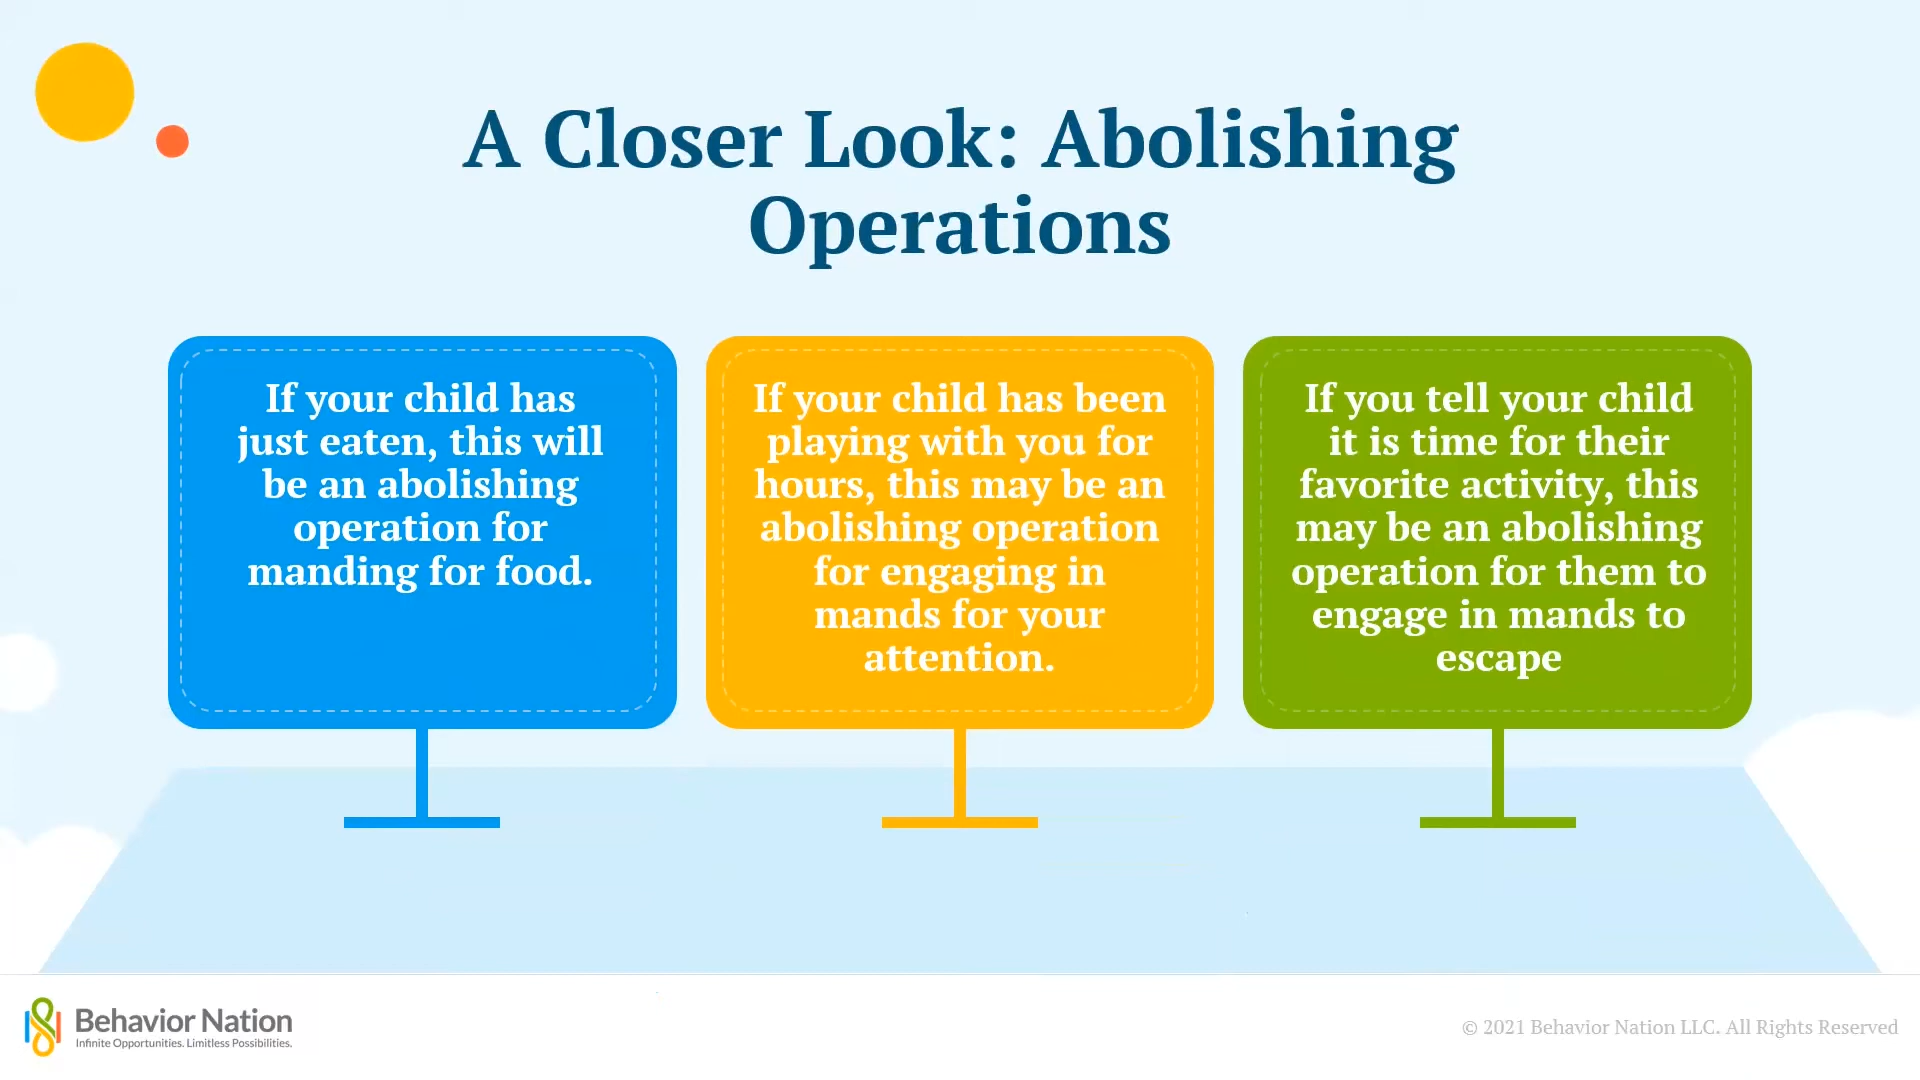 A Closer Look: Abolishing
Operations
If your child has
just eaten, this will
be an abolishing
operation for
manding for food.
If your child has been
playing with you for
hours, this may be an
abolishing operation
for engaging in
mands for your
attention.
If you tell your child
it is time for their
favorite activity, this
may be an abolishing
operation for them to
engage in mands to
escape
Behavior Nation
Infinite Opportunities. Limitless Possibilities.
© 2021 Behavior Nation LLC. All Rights Reserved